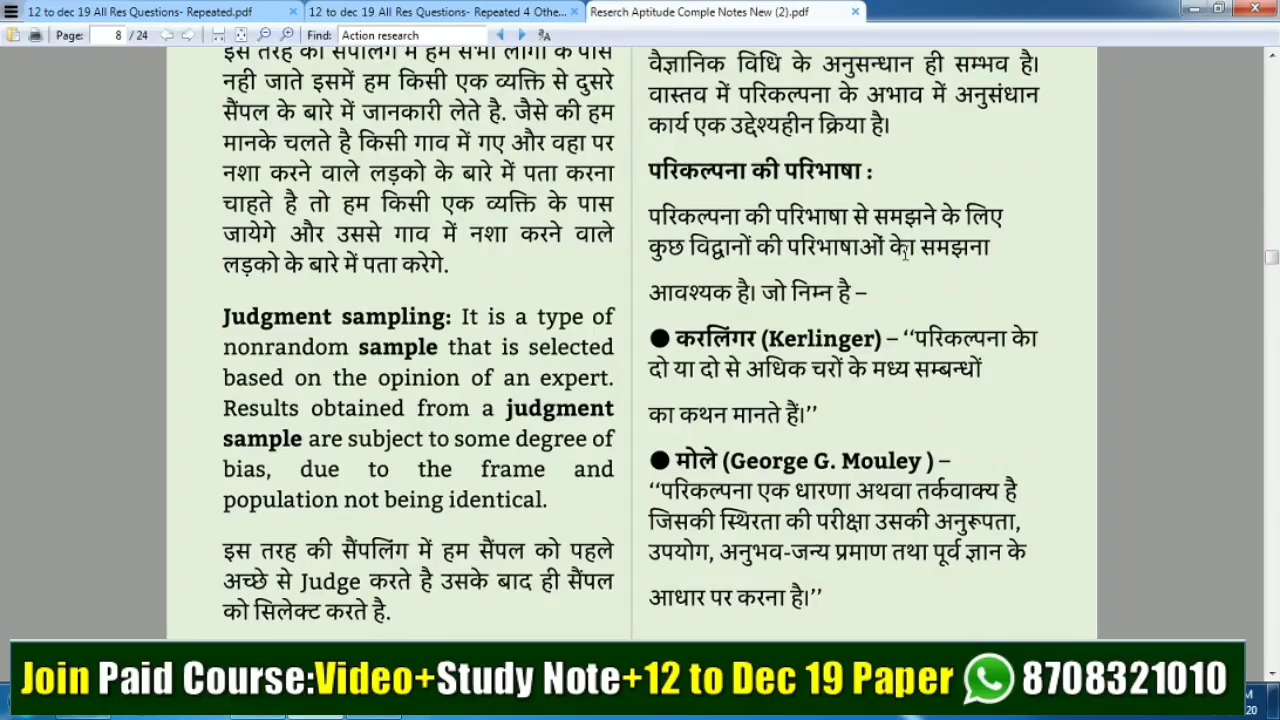 12 to dec 19 All Res Questions- Repeated.pdf
12 to dec 19 All Res Questions- Repeated 4 Othe...
Reserch Aptitude Comple Notes New (2).pdf
Page: 8 / 24 Find: Action research
इस तरह की सैंपलिंग में हम सभी लोगो के पास
नही जाते इसमें हम किसी एक व्यक्ति से दुसरे
सैंपल के बारे में जानकारी लेते है. जैसे की हम
मानके चलते है किसी गाव में गए और वहा पर
नशा करने वाले लड़को के बारे में पता करना
चाहते है तो हम किसी एक व्यक्ति के पास
जायेगे और उससे गाव में नशा करने वाले
लड़को के बारे में पता करेगे.
Judgment sampling: It is a type of
nonrandom sample that is selected
based on the opinion of an expert.
Results obtained from a judgment
sample are subject to some degree of
bias, due to the frame and
population not being identical.
इस तरह की सैंपलिंग में हम सैंपल को पहले
अच्छे से Judge करते है उसके बाद ही सैंपल
को सिलेक्ट करते है.
वैज्ञानिक विधि के अनुसन्धान ही सम्भव है।
वास्तव में परिकल्पना के अभाव में अनुसंधान
कार्य एक उद्देश्यहीन क्रिया है।
परिकल्पना की परिभाषा :
परिकल्पना की परिभाषा से समझने के लिए
कुछ विद्वानों की परिभाषाओं केा समझना
आवश्यक है। जो निम्न है –
● करलिंगर (Kerlinger) – ‘‘परिकल्पना केा
दो या दो से अधिक चरों के मध्य सम्बन्धों
का कथन मानते हैं।’’
● मोले (George G. Mouley ) –
‘‘परिकल्पना एक धारणा अथवा तर्कवाक्य है
जिसकी स्थिरता की परीक्षा उसकी अनुरूपता,
उपयोग, अनुभव-जन्य प्रमाण तथा पूर्व ज्ञान के
आधार पर करना है।’’
Join Paid Course:Video+Study Note+12 to Dec 19 Paper 8708321010